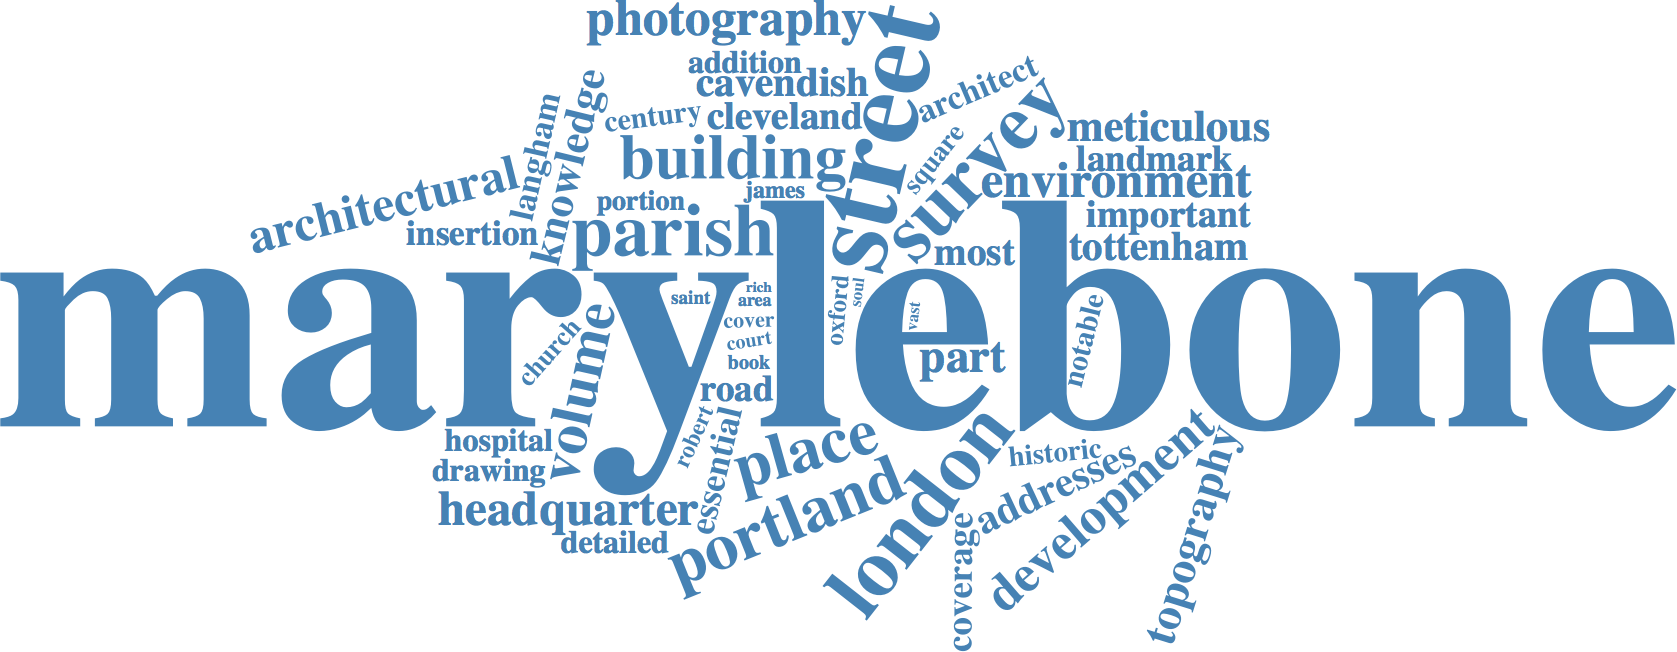 photography
street
addition
cavendish
architect
century
cleveland
langham
knowledge
survey
square
meticulous
landmark
building
environment
architectural
james
portion
important
insertion
parish
most
tottenham
marylebone
saint
rich
area
cover
court
book
oxford
soul
vast
part
notable
church
volume
road
hospital
drawing
robert
essential
place
london
historic
addresses
development
topography
headquarter
portland
detailed
coverage